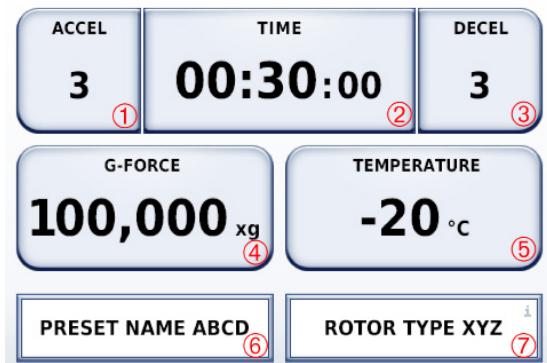 ACCEL TIME DECEL
3 00:30:00 3
① ② ③
G-FORCE TEMPERATURE
100,000 xg -20 °C
④ ⑤
PRESET NAME ABCD ROTOR TYPE XYZ i
⑥ ⑦